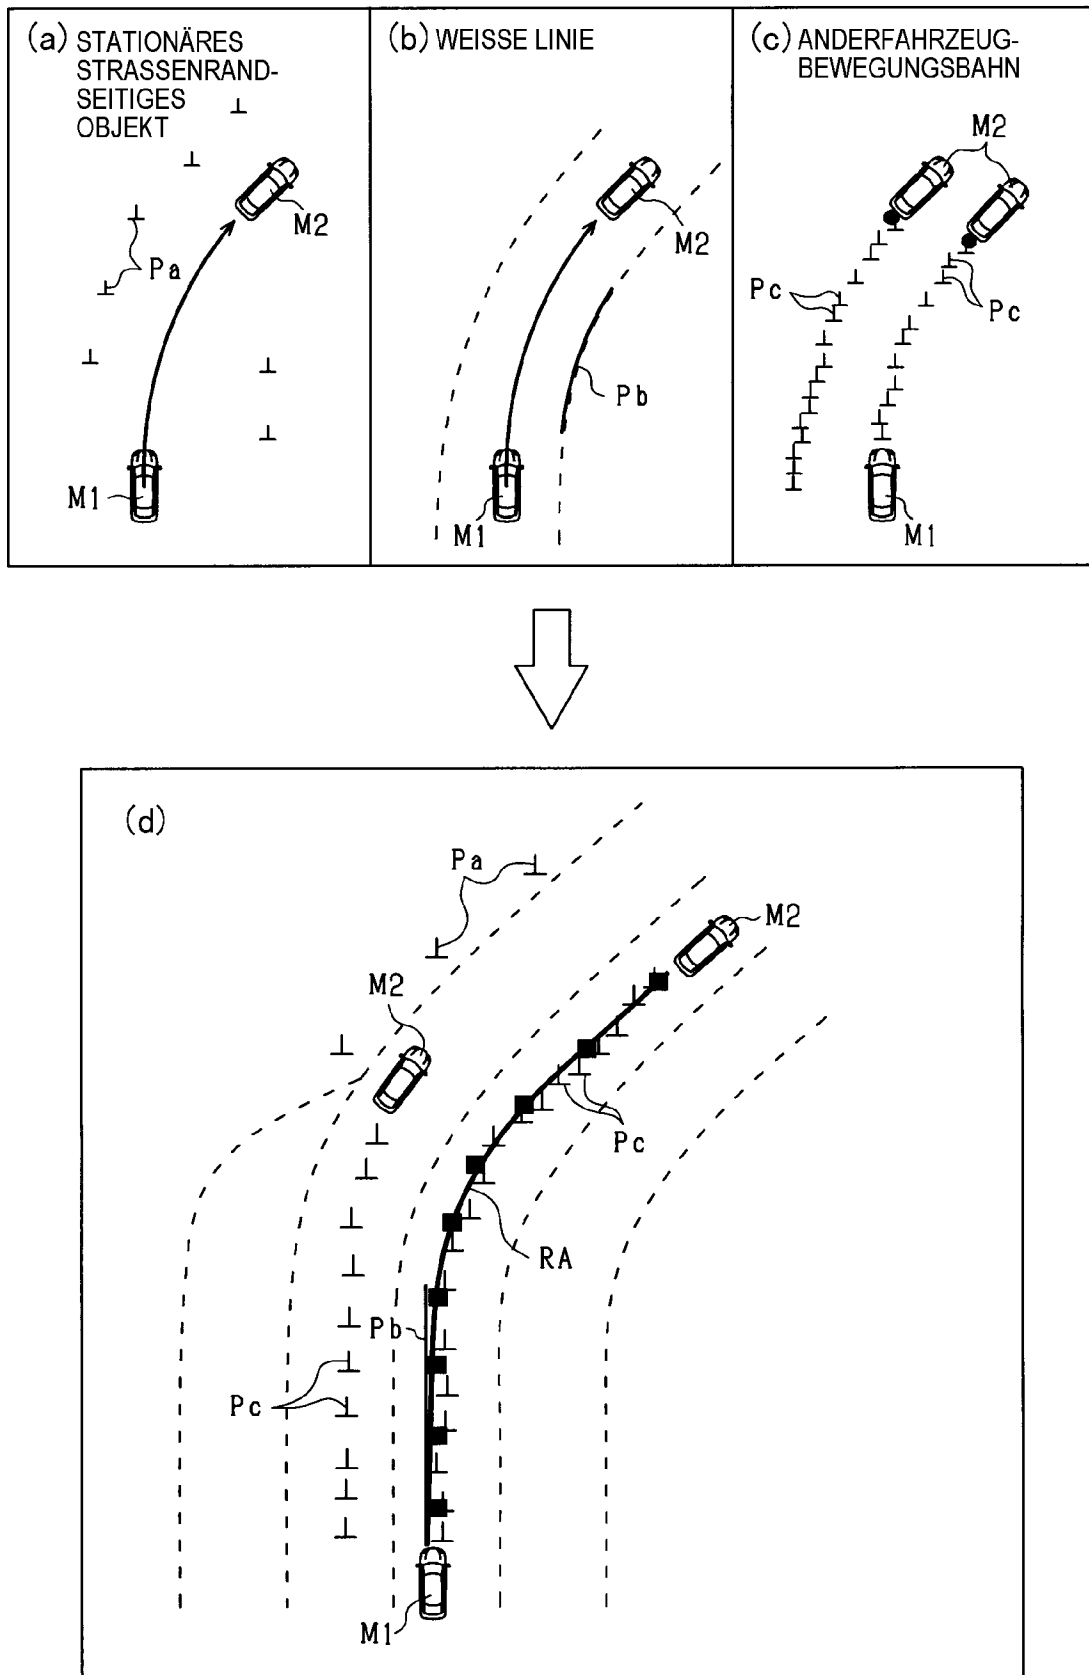 (a) STATIONÄRES
STRASSENRAND-
SEITIGES
OBJEKT
M2
Pa
M1
(b) WEISSE LINIE
M2
Pb
M1
(c) ANDERFAHRZEUG-
BEWEGUNGSBAHN
M2
Pc
Pc
M1
(d)
Pa
M2
M2
Pc
RA
Pb
Pc
M1